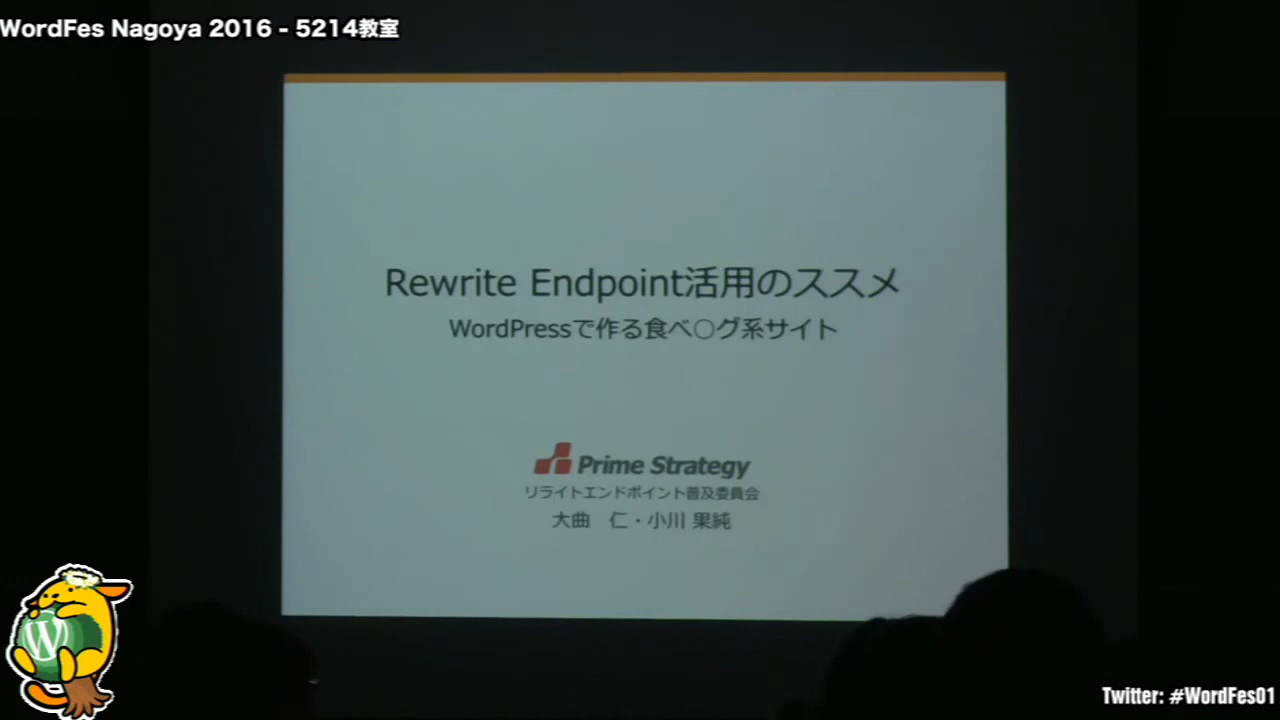 WordFes Nagoya 2016 - 5214教室
Rewrite Endpoint活用のススメ
WordPressで作る食べ○グ系サイト
Prime Strategy
リライトエンドポイント普及委員会
大曲　仁・小川 果純
W
Twitter: #WordFes01